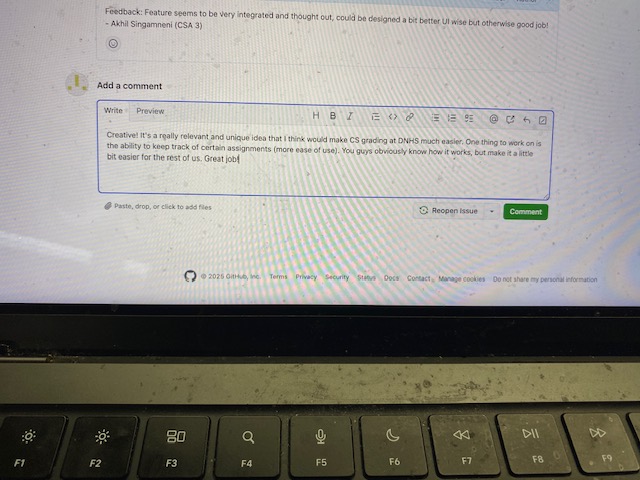 Feedback: Feature seems to be very integrated and thought out, could be designed a bit better UI wise but otherwise good job!
- Akhil Singamneni (CSA 3)
Add a comment
Write Preview
H B I
Creative! It's a really relevant and unique idea that I think would make CS grading at DNHS much easier. One thing to work on is
the ability to keep track of certain assignments (more ease of use). You guys obviously know how it works, but make it a little
bit easier for the rest of us. Great job!
Paste, drop, or click to add files
Reopen Issue Comment
© 2025 GitHub, Inc. Terms Privacy Security Status Docs Contact Manage cookies Do not share my personal information
F1 F2 F3 F4 F5 F6 F7 F8 F9